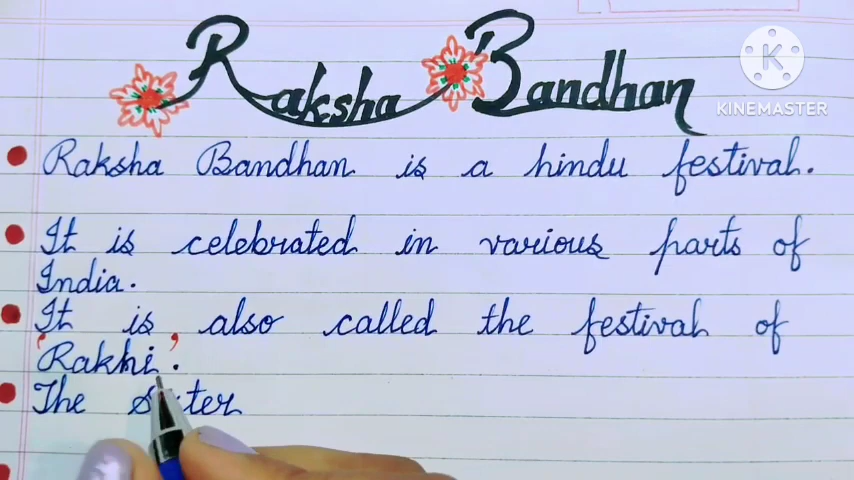 Raksha Bandhan
KINEMASTER
Raksha Bandhan is a hindu festival.
It is celebrated in various parts of
India.
It is also called the festival of
'Rakhi'.
The Sister